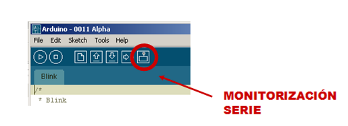 Arduino - 0011 Alpha
File Edit Sketch Tools Help
Blink
/*
* Blink
MONITORIZACIÓN
SERIE